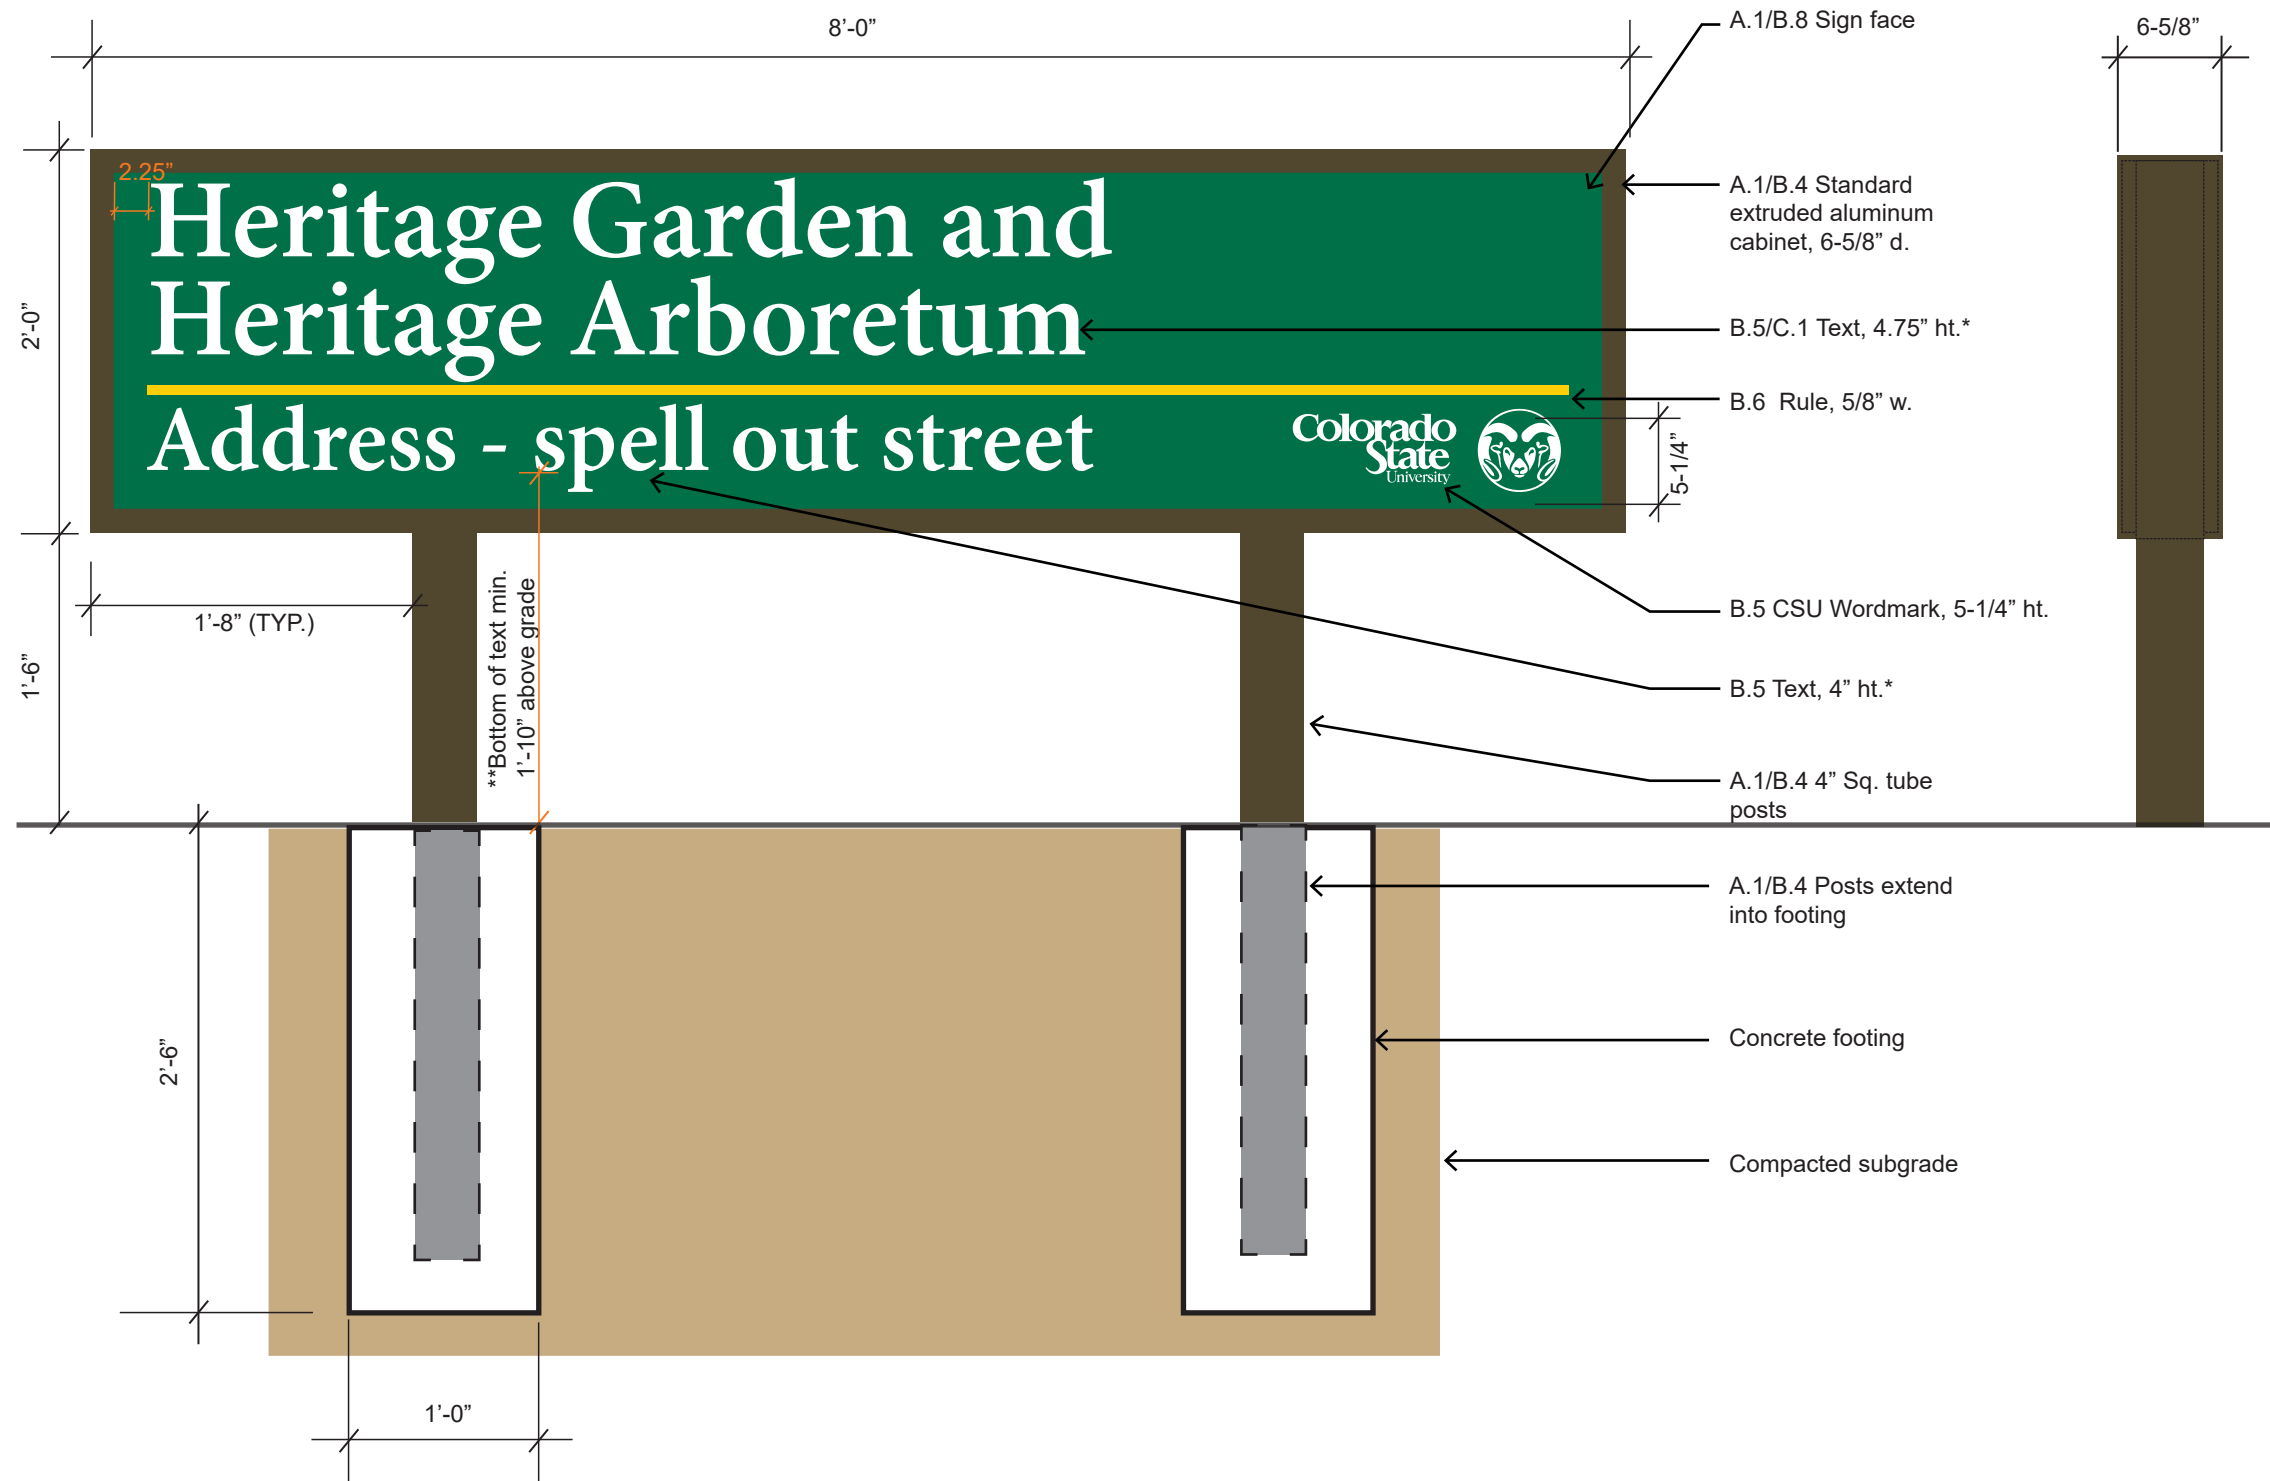 8’-0”
A.1/B.8 Sign face
6-5/8”
2.25”
Heritage Garden and
Heritage Arboretum
Address - spell out street
Colorado
State
University
A.1/B.4 Standard
extruded aluminum
cabinet, 6-5/8” d.
B.5/C.1 Text, 4.75” ht.*
B.6  Rule, 5/8” w.
5-1/4”
2’-0”
1’-8” (TYP.)
1’-6”
**Bottom of text min.
1’-10” above grade
B.5 CSU Wordmark, 5-1/4” ht.
B.5 Text, 4” ht.*
A.1/B.4 4” Sq. tube
posts
A.1/B.4 Posts extend
into footing
Concrete footing
2’-6”
Compacted subgrade
1’-0”